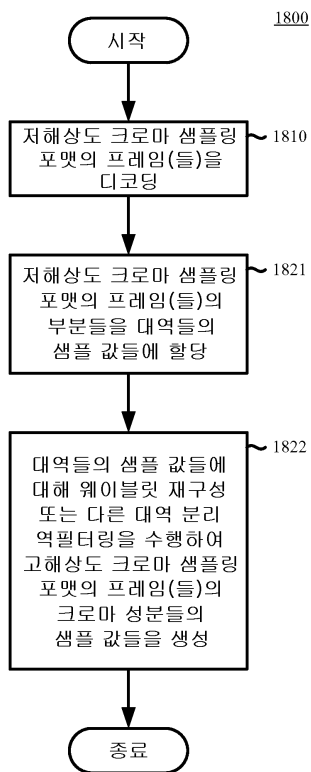 1800
시작
저해상도 크로마 샘플링
포맷의 프레임(들)을
디코딩
1810
저해상도 크로마 샘플링
포맷의 프레임(들)의
부분들을 대역들의
샘플 값들에 할당
1821
대역들의 샘플 값들에
대해 웨이블릿 재구성
또는 다른 대역 분리
역필터링을 수행하여
고해상도 크로마 샘플링
포맷의 프레임(들)의
크로마 성분들의
샘플 값들을 생성
1822
종료